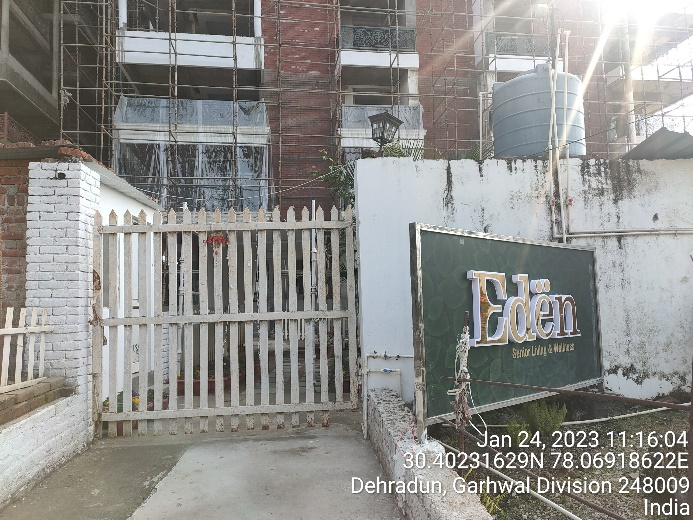 Edën
Senior Living & Wellness
Jan 24, 2023 11:16:04
30.40231629N 78.06918622E
Dehradun, Garhwal Division 248009
India